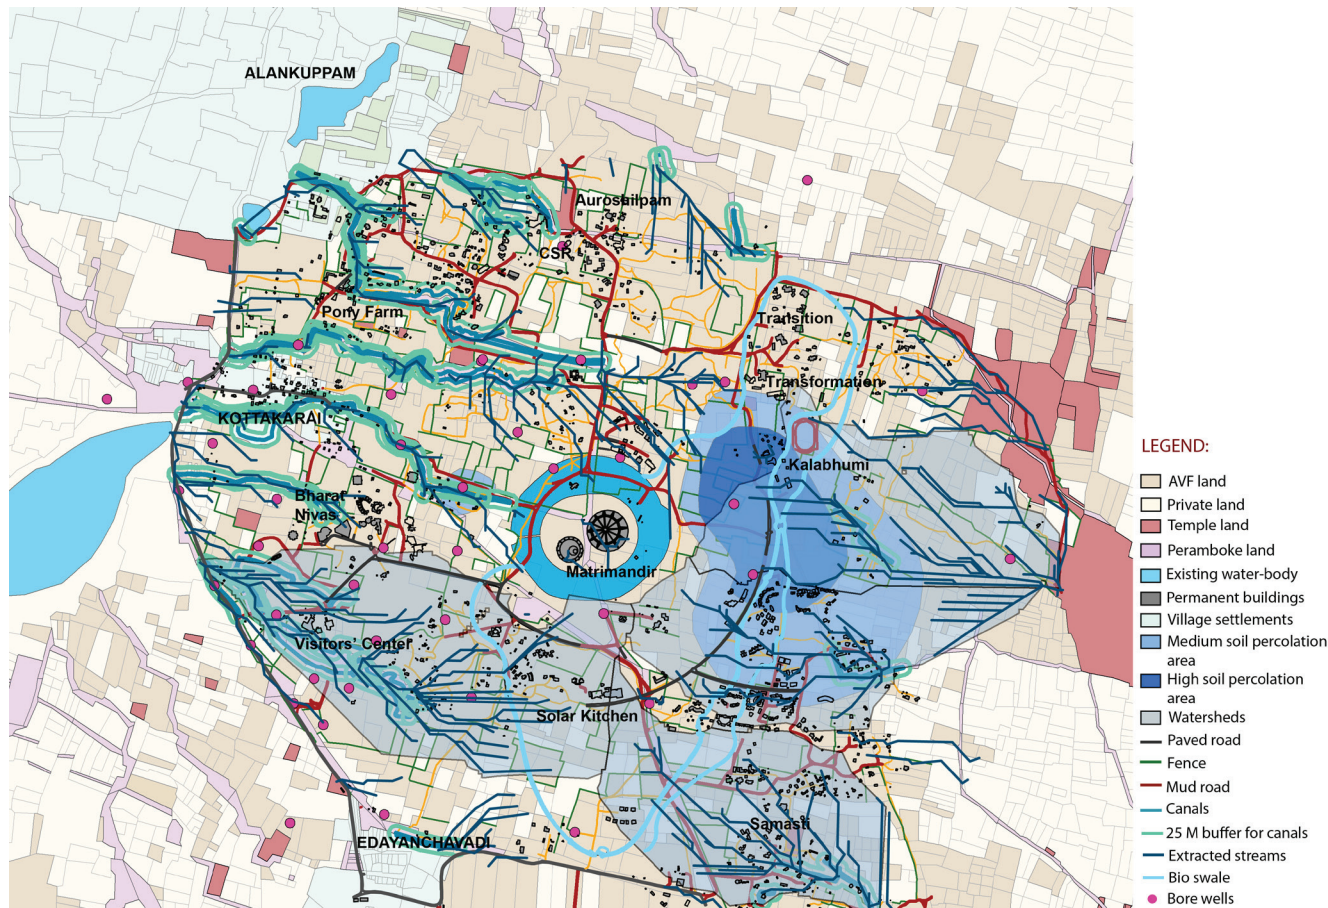 ALANKUPPAM
Auroshilpam
CSR
Pony Farm
Transition
Transformation
KOTTAKARAI
Kalabhumi
Bharat
Nivas
Matrimandir
Visitors' Center
Solar Kitchen
Samasti
EDAYANCHAVADI
LEGEND:
AVF land
Private land
Temple land
Peramboke land
Existing water-body
Permanent buildings
Village settlements
Medium soil percolation
area
High soil percolation
area
Watersheds
Paved road
Fence
Mud road
Canals
25 M buffer for canals
Extracted streams
Bio swale
Bore wells